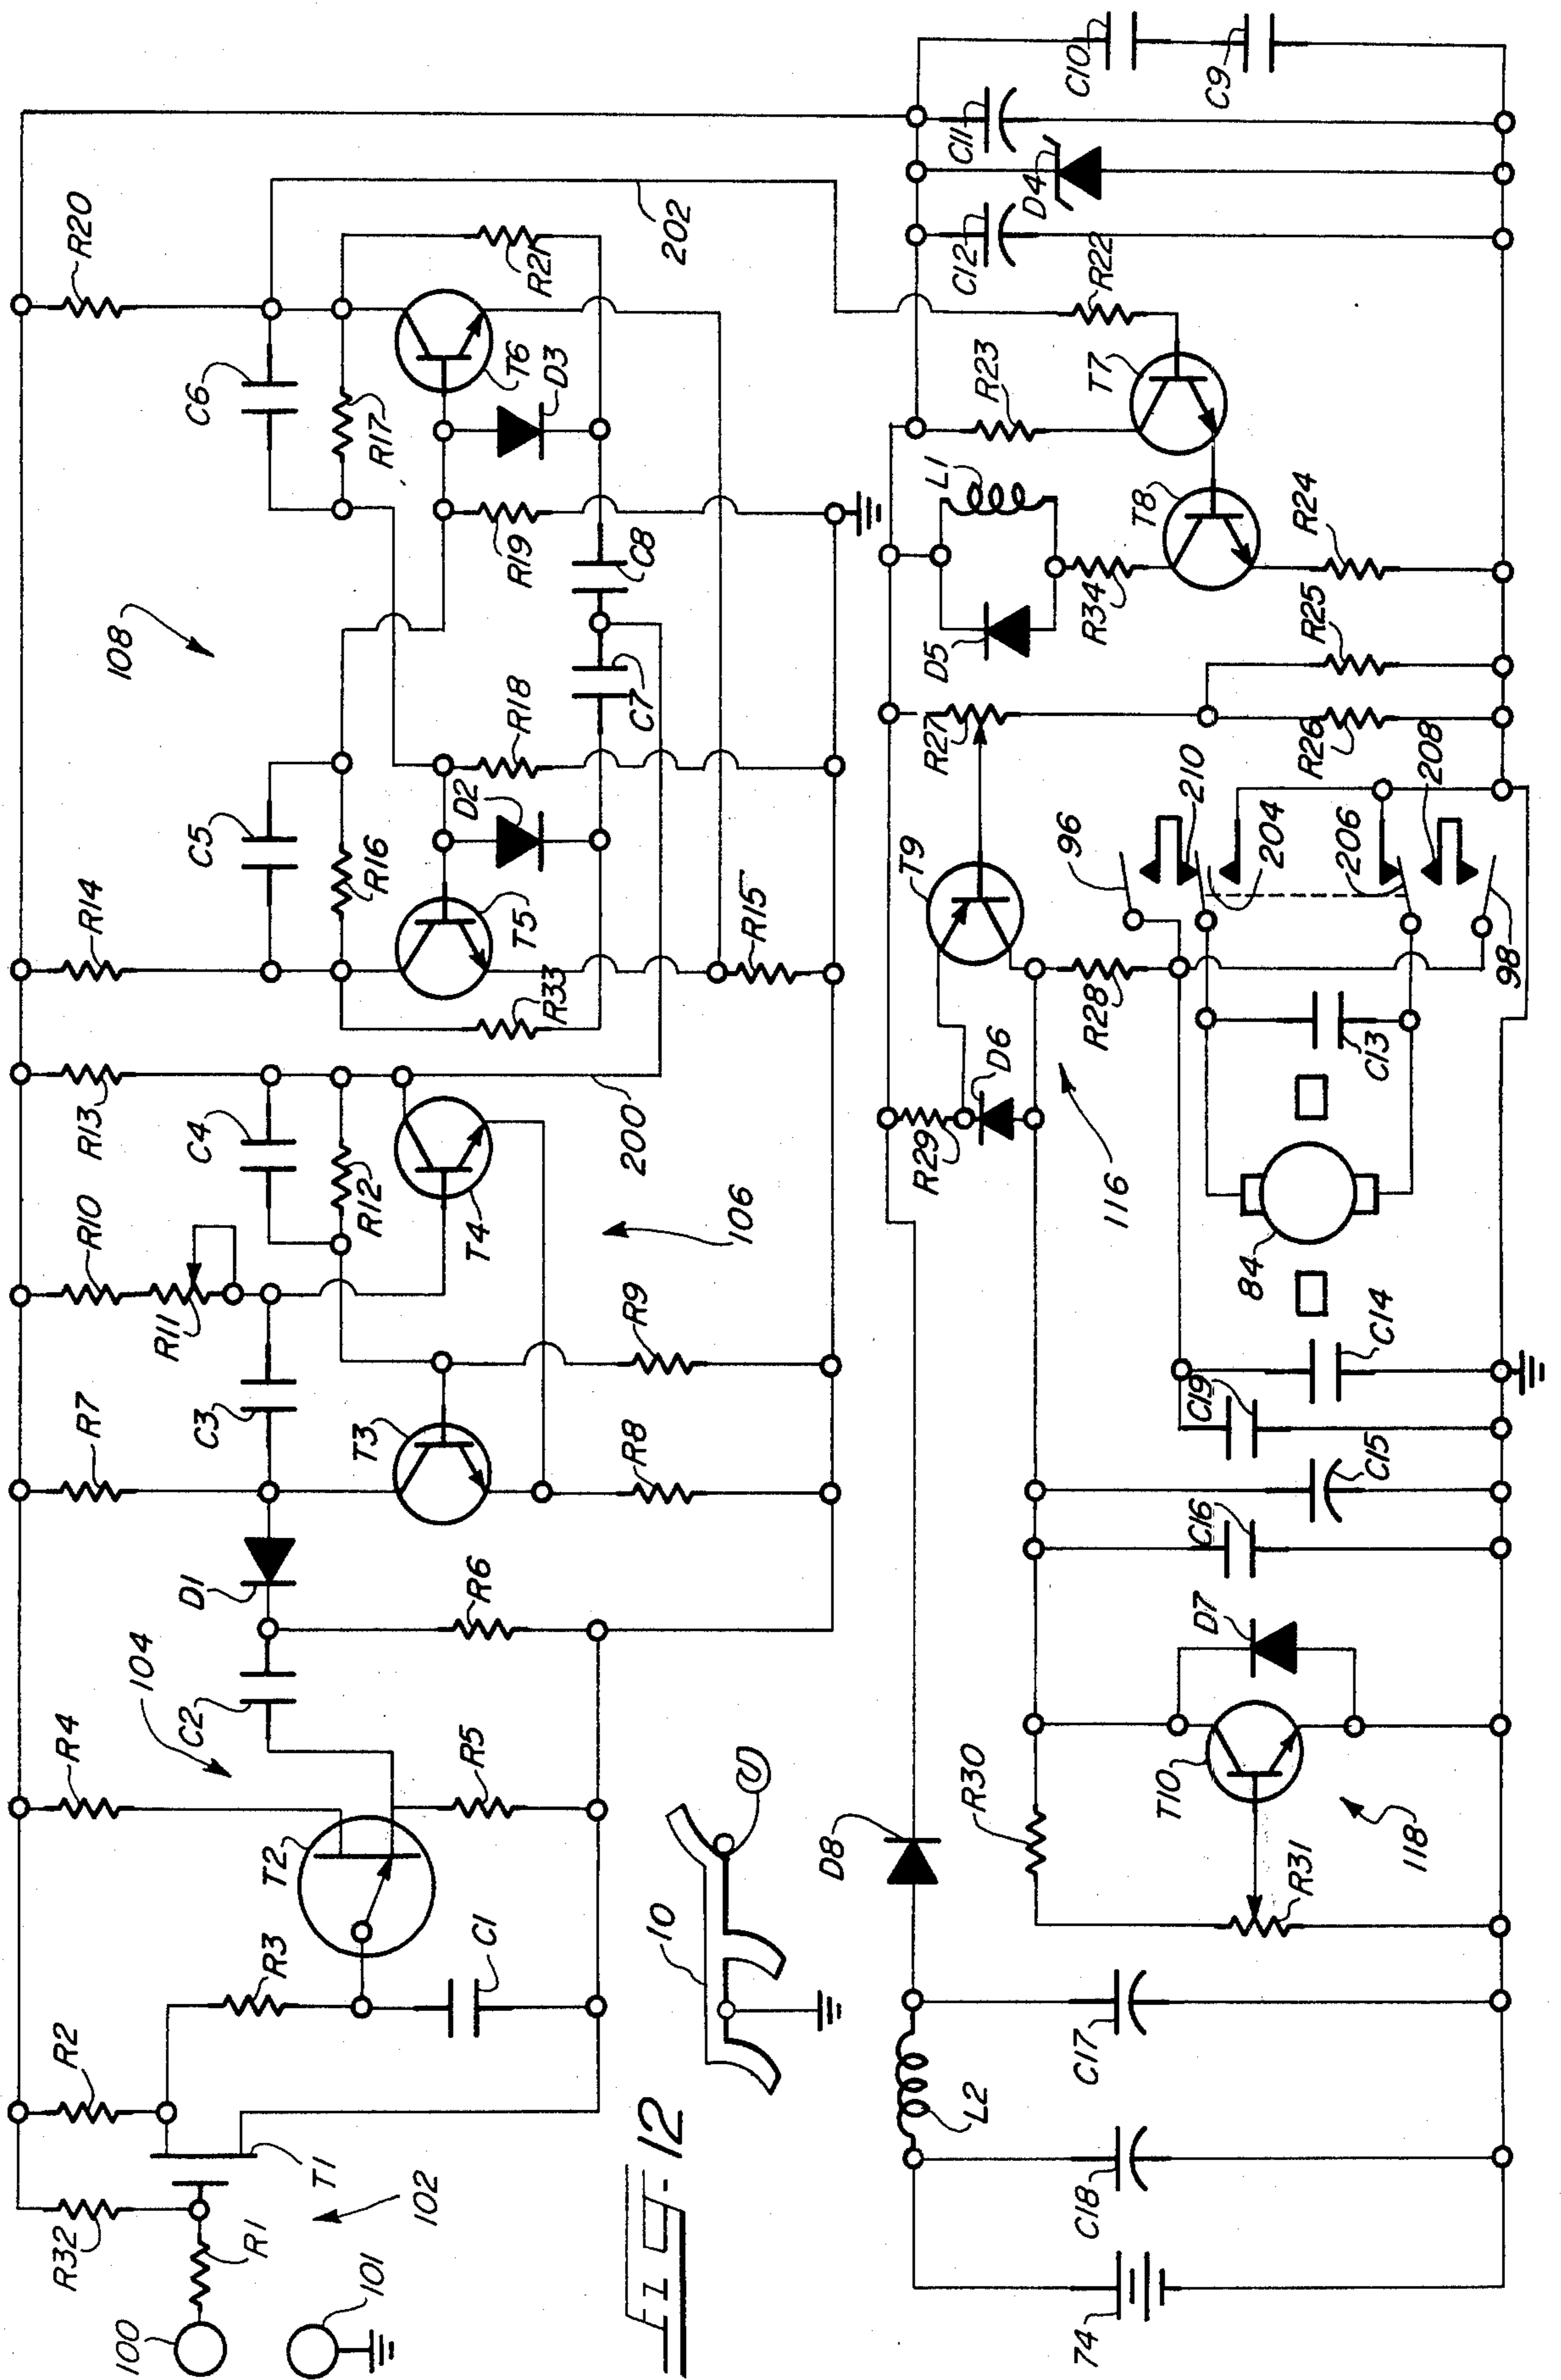 R32
R2
R4
R7
R10
R13
R14
R20
104
C2
D1
C3
R11
C4
C5
C6
108
R1
T1
R3
T2
R5
R6
T3
R12
T4
R16
R17
100
101
102
C1
R8
R9
106
200
R33
T5
D2
R18
C7
R15
R19
C8
T6
D3
R21
202
Fig-12
10
D8
R29
D6
T9
R27
D5
L1
R23
T7
R22
C12
D4
C11
C10
C9
T8
R34
R24
R25
R26
L2
R30
116
R28
96
210
204
206
208
98
74
C18
C17
R31
T10
118
D7
C16
C15
C19
C14
84
C13